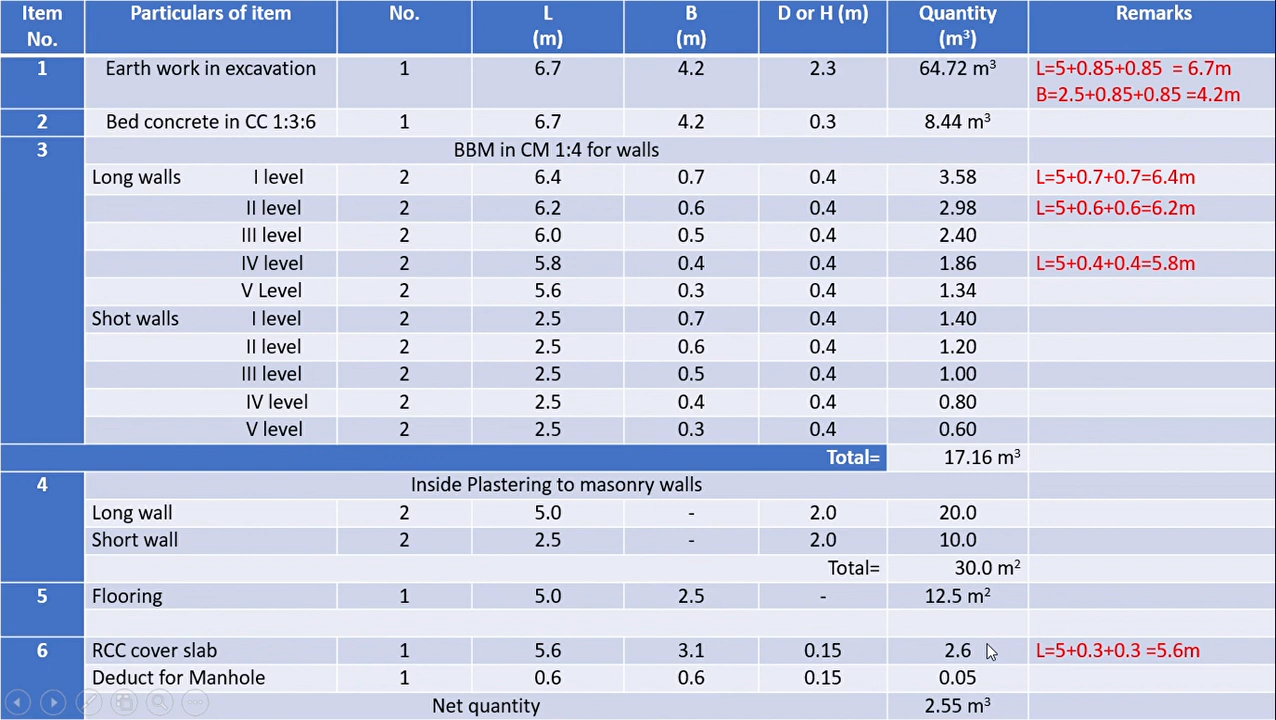 Item No. Particulars of item No. L (m) B (m) D or H (m) Quantity (m³) Remarks
1 Earth work in excavation 1 6.7 4.2 2.3 64.72 m³ L=5+0.85+0.85 = 6.7m
B=2.5+0.85+0.85 =4.2m
2 Bed concrete in CC 1:3:6 1 6.7 4.2 0.3 8.44 m³
3 BBM in CM 1:4 for walls
Long walls I level 2 6.4 0.7 0.4 3.58 L=5+0.7+0.7=6.4m
II level 2 6.2 0.6 0.4 2.98 L=5+0.6+0.6=6.2m
III level 2 6.0 0.5 0.4 2.40
IV level 2 5.8 0.4 0.4 1.86 L=5+0.4+0.4=5.8m
V Level 2 5.6 0.3 0.4 1.34
Shot walls I level 2 2.5 0.7 0.4 1.40
II level 2 2.5 0.6 0.4 1.20
III level 2 2.5 0.5 0.4 1.00
IV level 2 2.5 0.4 0.4 0.80
V level 2 2.5 0.3 0.4 0.60
Total= 17.16 m³
4 Inside Plastering to masonry walls
Long wall 2 5.0 - 2.0 20.0
Short wall 2 2.5 - 2.0 10.0
Total= 30.0 m²
5 Flooring 1 5.0 2.5 - 12.5 m²
6 RCC cover slab 1 5.6 3.1 0.15 2.6 L=5+0.3+0.3 =5.6m
Deduct for Manhole 1 0.6 0.6 0.15 0.05
Net quantity 2.55 m³